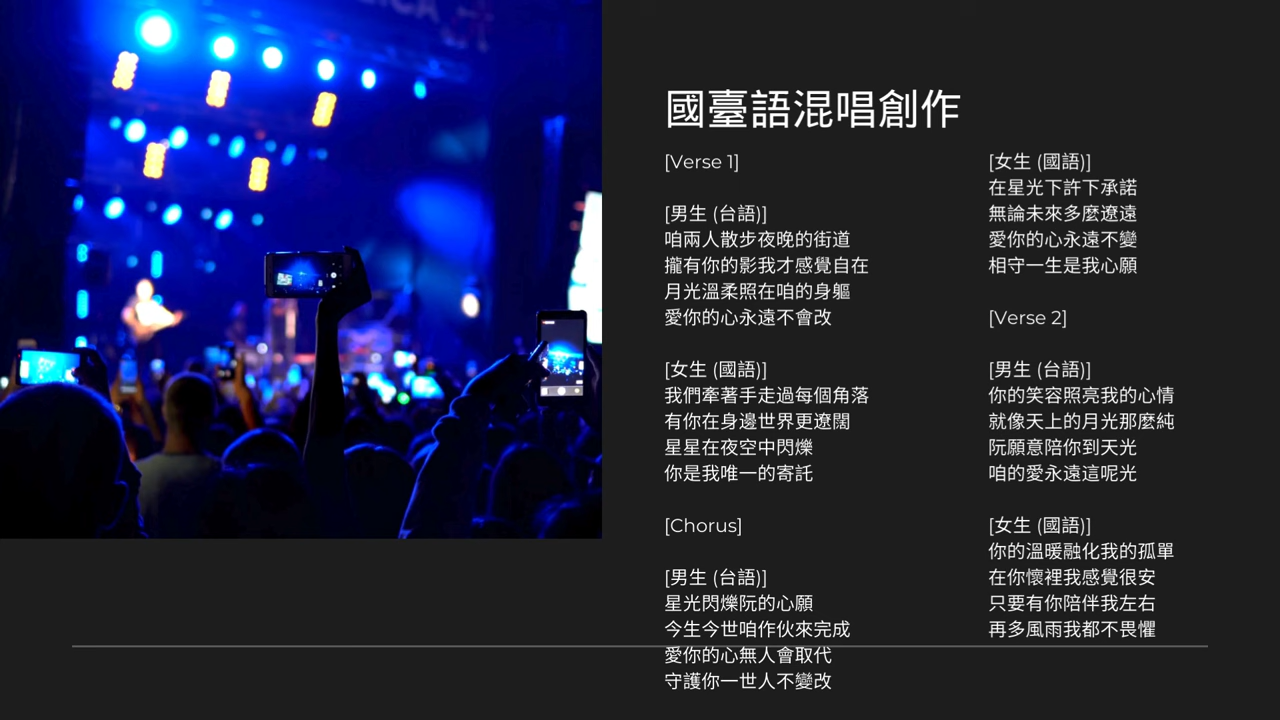 國臺語混唱創作
[Verse 1]
[男生 (台語)]
咱兩人散步夜晚的街道
攏有你的影我才感覺自在
月光溫柔照在咱的身軀
愛你的心永遠不會改
[女生 (國語)]
我們牽著手走過每個角落
有你在身邊世界更遼闊
星星在夜空中閃爍
你是我唯一的寄託
[Chorus]
[男生 (台語)]
星光閃爍阮的心願
今生今世咱作伙來完成
愛你的心無人會取代
守護你一世人不變改
[女生 (國語)]
在星光下許下承諾
無論未來多麼遼遠
愛你的心永遠不變
相守一生是我心願
[Verse 2]
[男生 (台語)]
你的笑容照亮我的心情
就像天上的月光那麼純
阮願意陪你到天光
咱的愛永遠這呢光
[女生 (國語)]
你的溫暖融化我的孤單
在你懷裡我感覺很安
只要有你陪伴我左右
再多風雨我都不畏懼